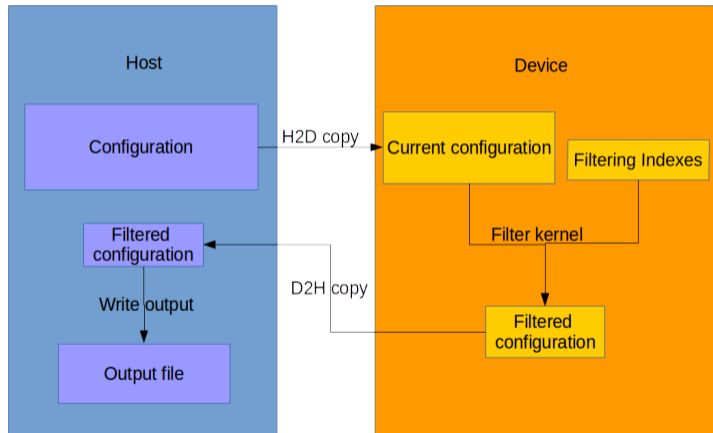 Host
Device
Configuration
H2D copy
Current configuration
Filtering Indexes
Filtered
configuration
Filter kernel
D2H copy
Write output
Filtered
configuration
Output file